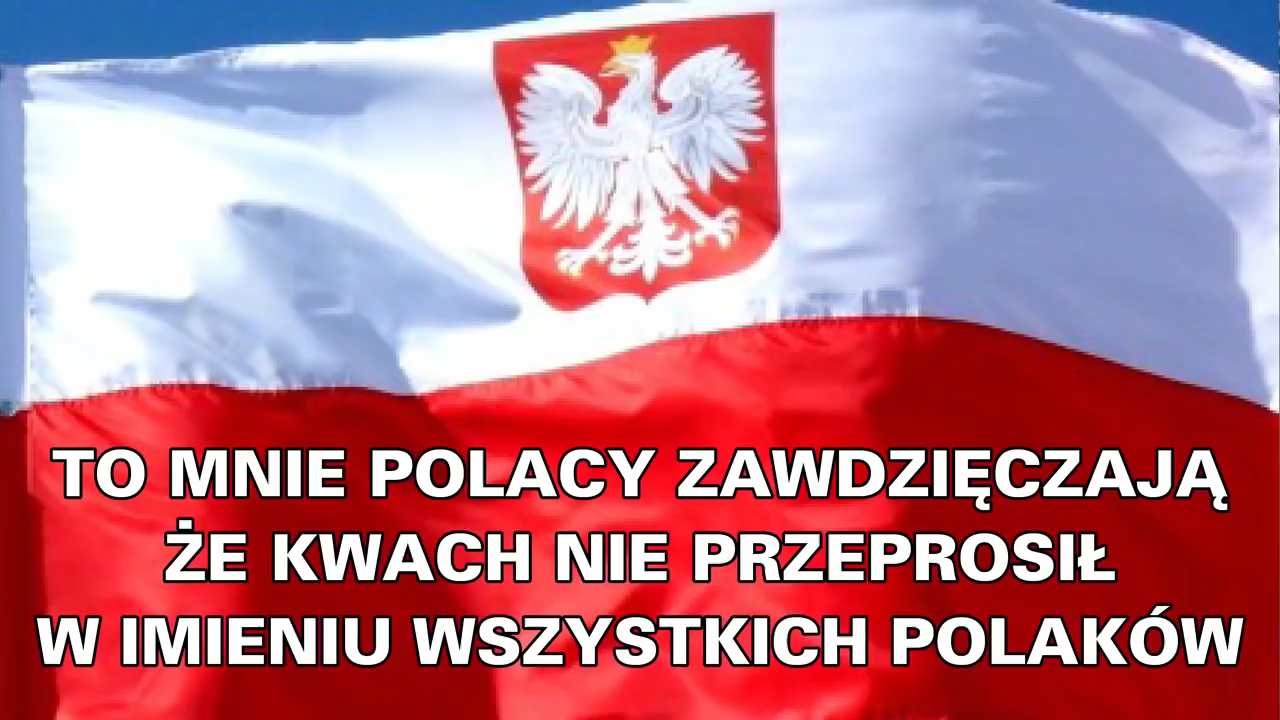 TO MNIE POLACY ZAWDZIĘCZAJĄ
ŻE KWACH NIE PRZEPROSIŁ
W IMIENIU WSZYSTKICH POLAKÓW